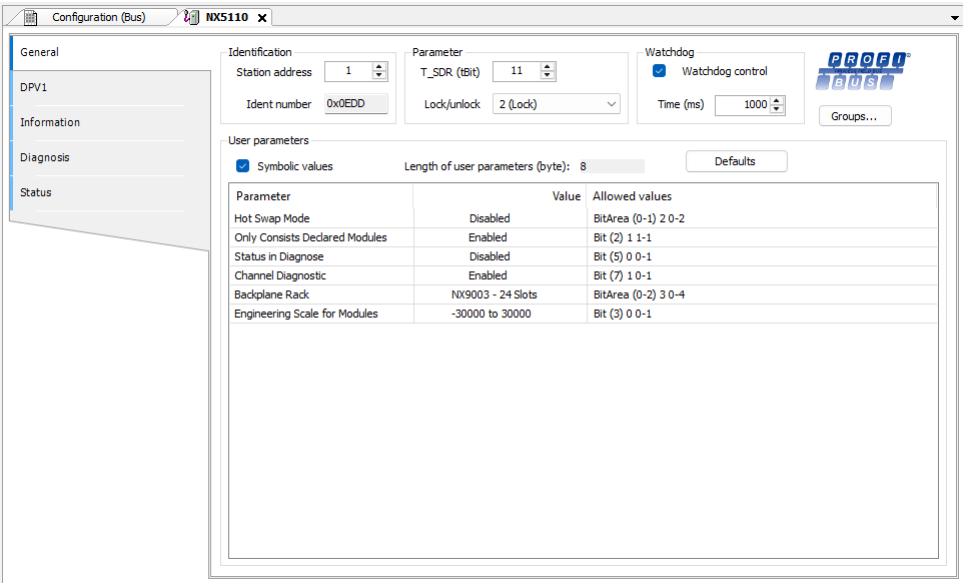 Configuration (Bus) NX5110
General
DPV1
Information
Diagnosis
Status
Identification
Station address 1
Ident number 0x0EDD
Parameter
T_SDR (tBit) 11
Lock/unlock 2 (Lock)
Watchdog
Watchdog control
Time (ms) 1000
PROFI
BUS
Groups...
User parameters
Symbolic values Length of user parameters (byte): 8 Defaults
Parameter Value Allowed values
Hot Swap Mode Disabled BitArea (0-1) 2 0-2
Only Consists Declared Modules Enabled Bit (2) 1 1-1
Status in Diagnose Disabled Bit (5) 0 0-1
Channel Diagnostic Enabled Bit (7) 1 0-1
Backplane Rack NX9003 - 24 Slots BitArea (0-2) 3 0-4
Engineering Scale for Modules -30000 to 30000 Bit (3) 0 0-1